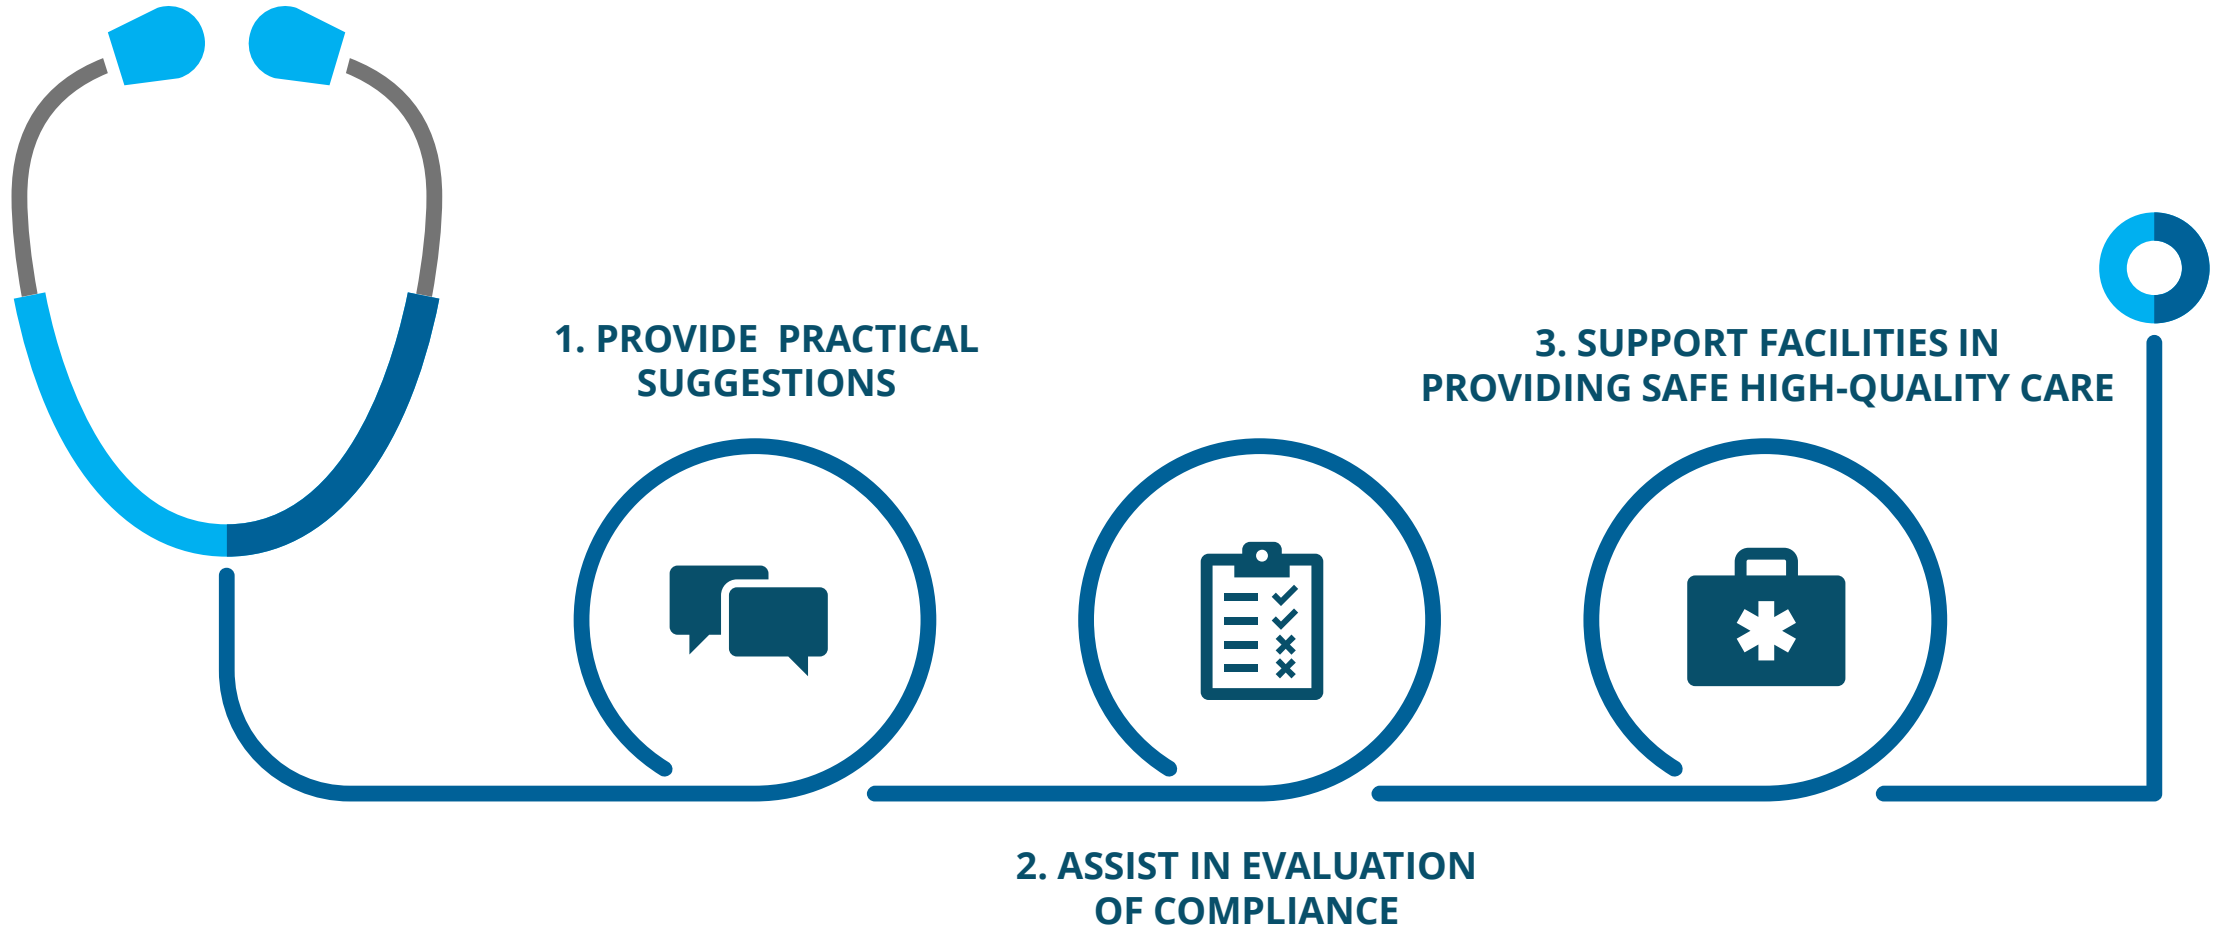 1. PROVIDE  PRACTICAL
SUGGESTIONS
2. ASSIST IN EVALUATION
OF COMPLIANCE
3. SUPPORT FACILITIES IN
PROVIDING SAFE HIGH-QUALITY CARE